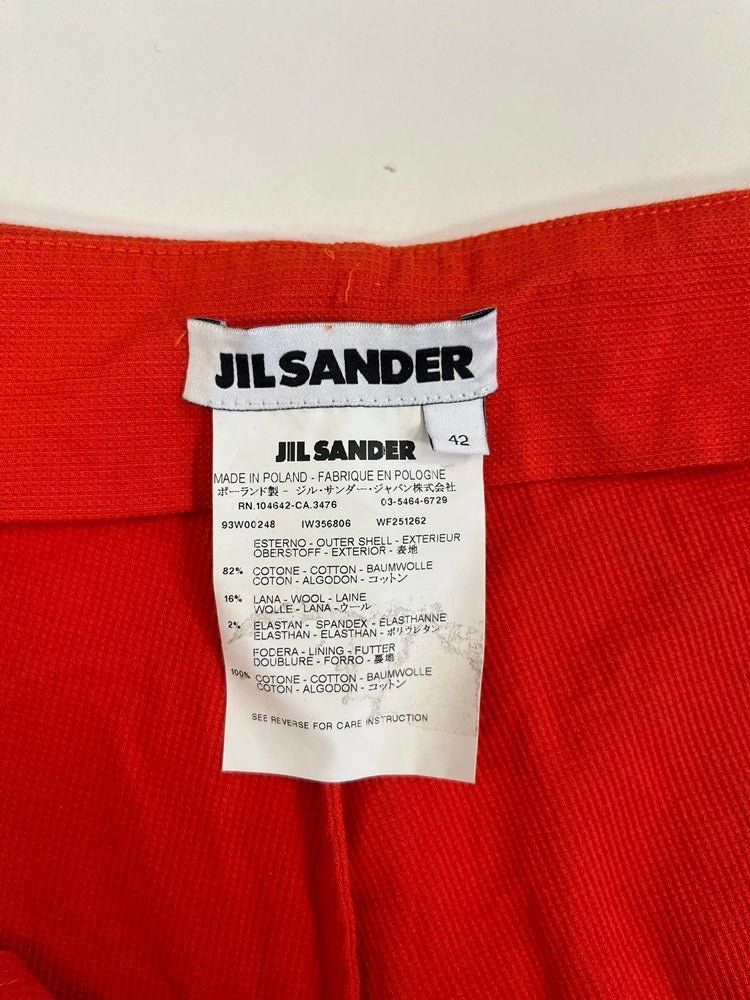 JIL SANDER
42
JIL SANDER
MADE IN POLAND - FABRIQUE EN POLOGNE
ポーランド製 - ジル・サンダー・ジャパン株式会社
RN.104642-CA.3476 03-5464-6729
93W00248 IW356806 WF251262
ESTERNO - OUTER SHELL - EXTERIEUR
OBERSTOFF - EXTERIOR - 表地
82% COTONE - COTTON - BAUMWOLLE
COTON - ALGODON - コットン
16% LANA - WOOL - LAINE
WOLLE - LANA - ウール
2% ELASTAN - SPANDEX - ELASTHANNE
ELASTHAN - ELASTHAN - ポリウレタン
FODERA - LINING - FUTTER
DOUBLURE - FORRO - 裏地
100% COTONE - COTTON - BAUMWOLLE
COTON - ALGODON - コットン
SEE REVERSE FOR CARE INSTRUCTION